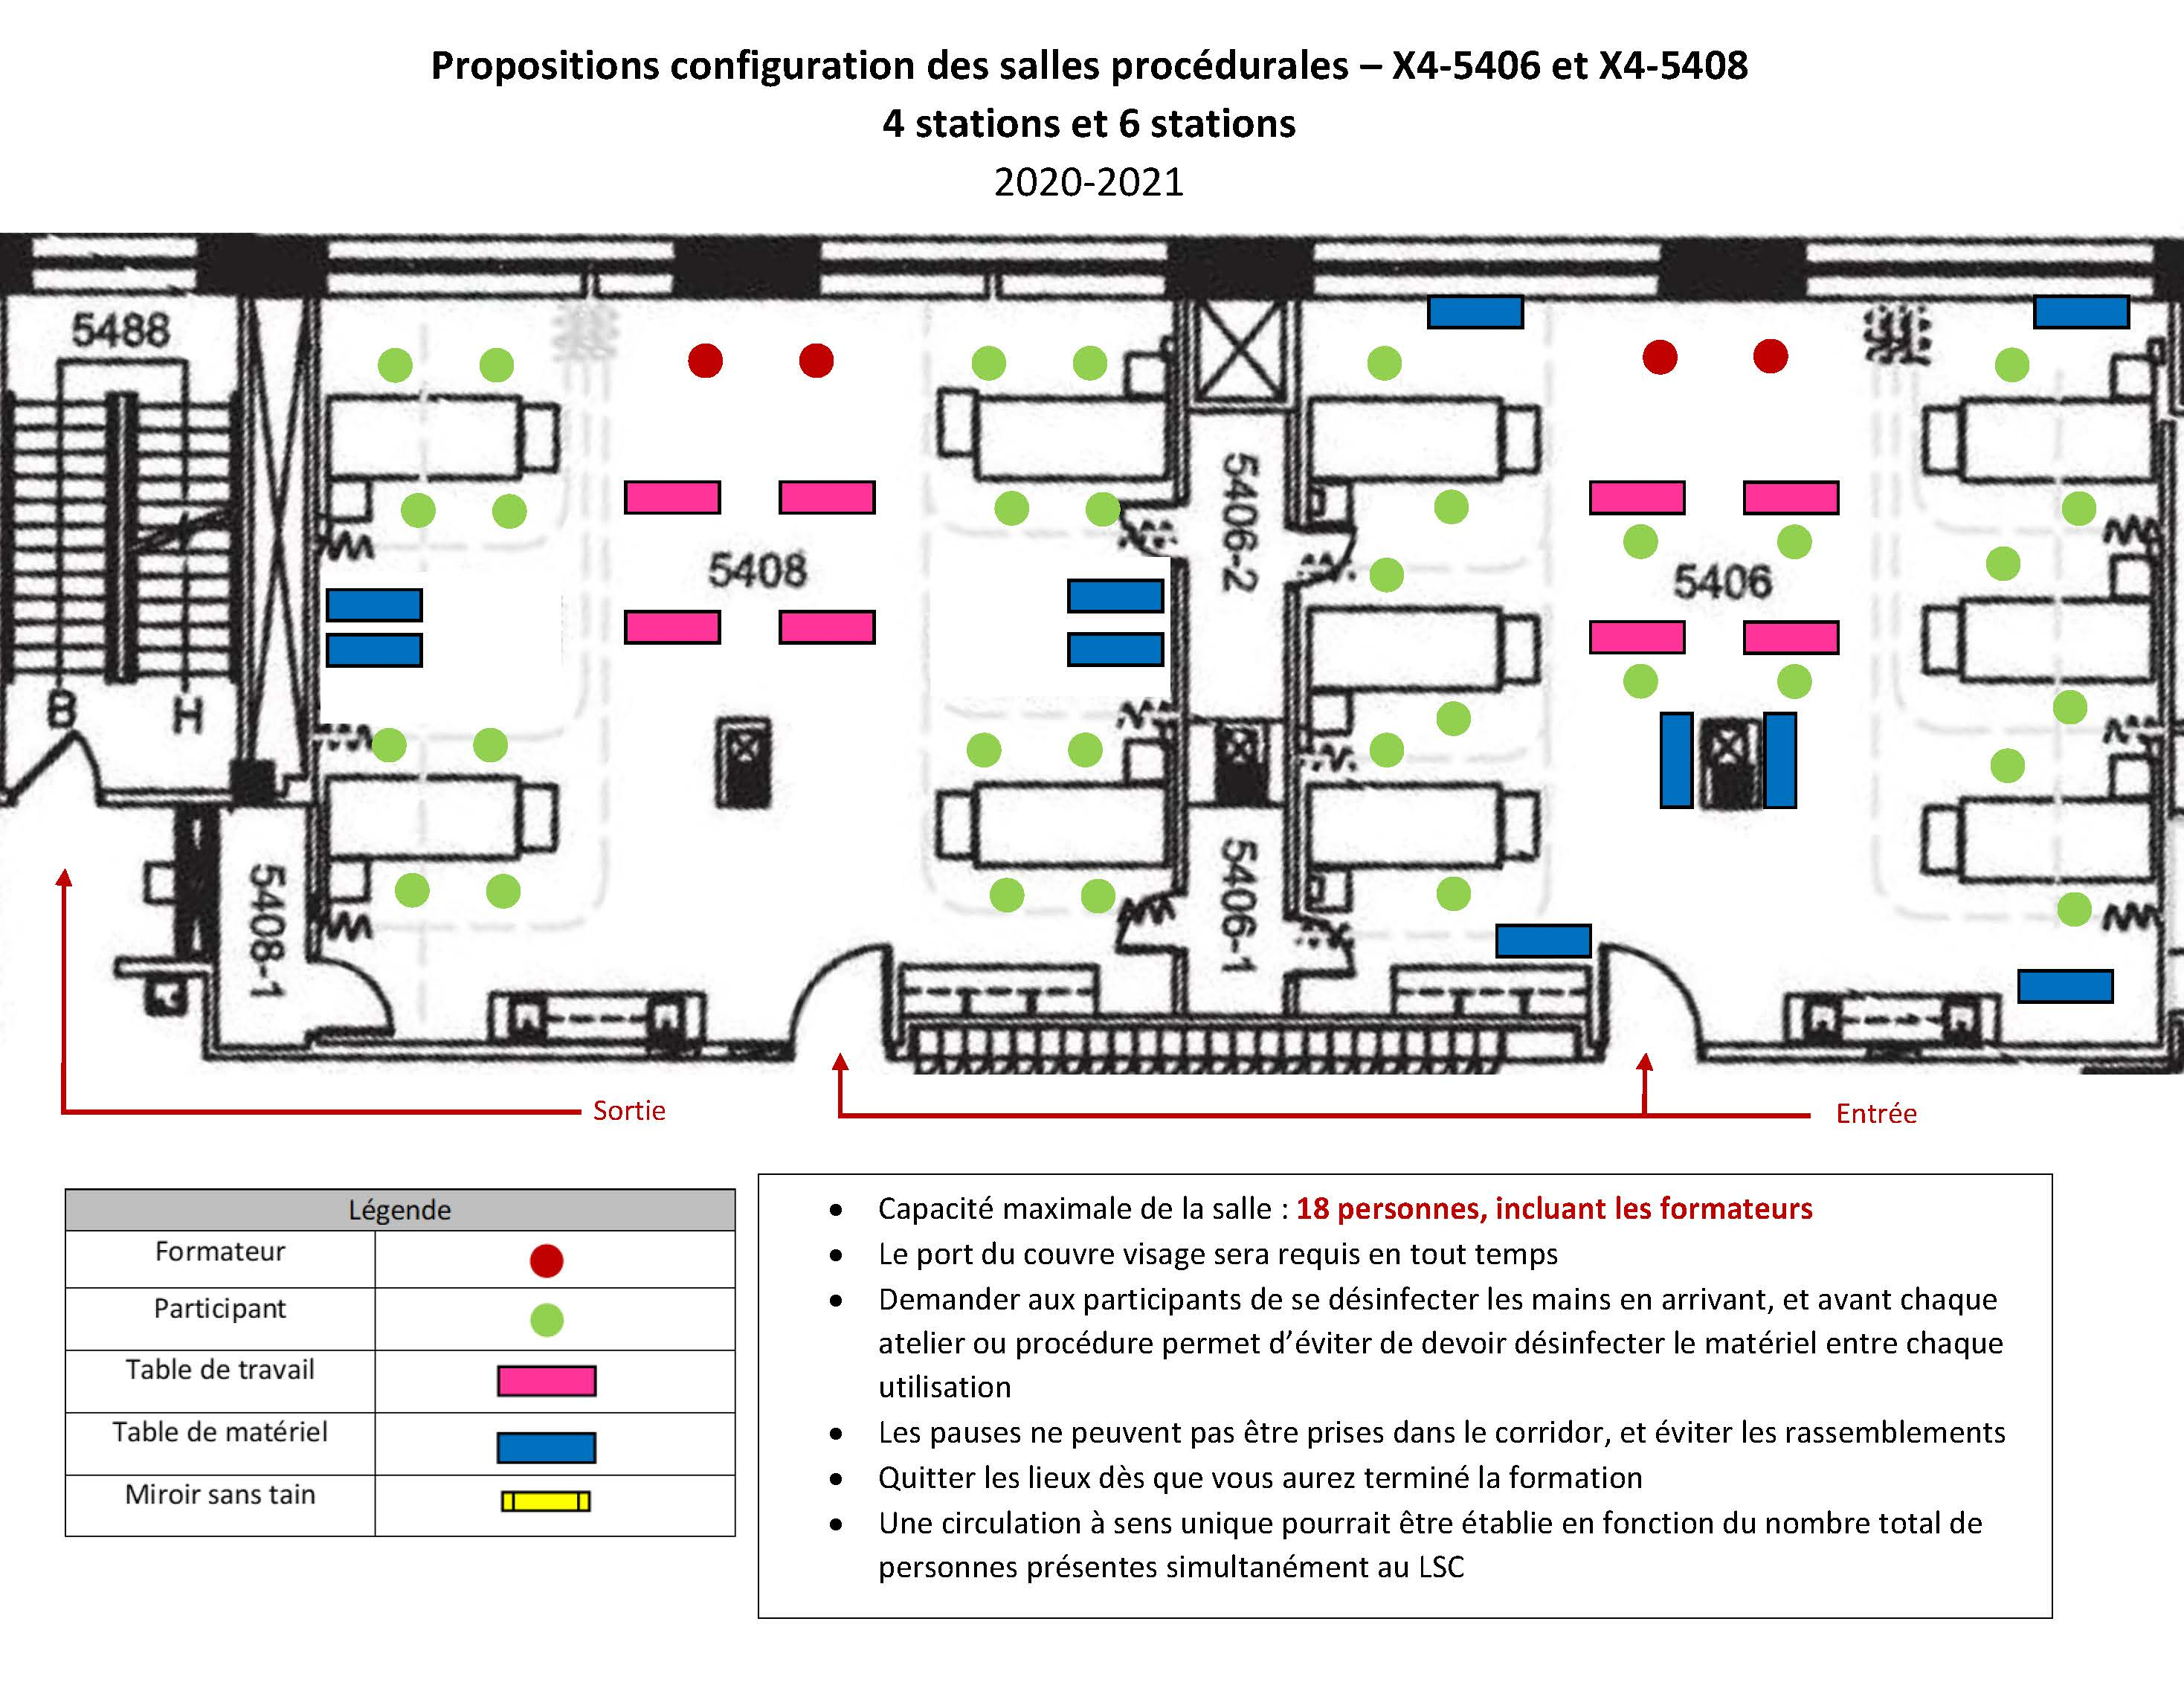 Propositions configuration des salles procédurales – X4-5406 et X4-5408
4 stations et 6 stations
2020-2021
5488
B
H
5408-1
5408
5406-2
5406-1
5406
Sortie
Entrée
Légende
Formateur
Participant
Table de travail
Table de matériel
Miroir sans tain
• Capacité maximale de la salle : 18 personnes, incluant les formateurs
• Le port du couvre visage sera requis en tout temps
• Demander aux participants de se désinfecter les mains en arrivant, et avant chaque
atelier ou procédure permet d’éviter de devoir désinfecter le matériel entre chaque
utilisation
• Les pauses ne peuvent pas être prises dans le corridor, et éviter les rassemblements
• Quitter les lieux dès que vous aurez terminé la formation
• Une circulation à sens unique pourrait être établie en fonction du nombre total de
personnes présentes simultanément au LSC